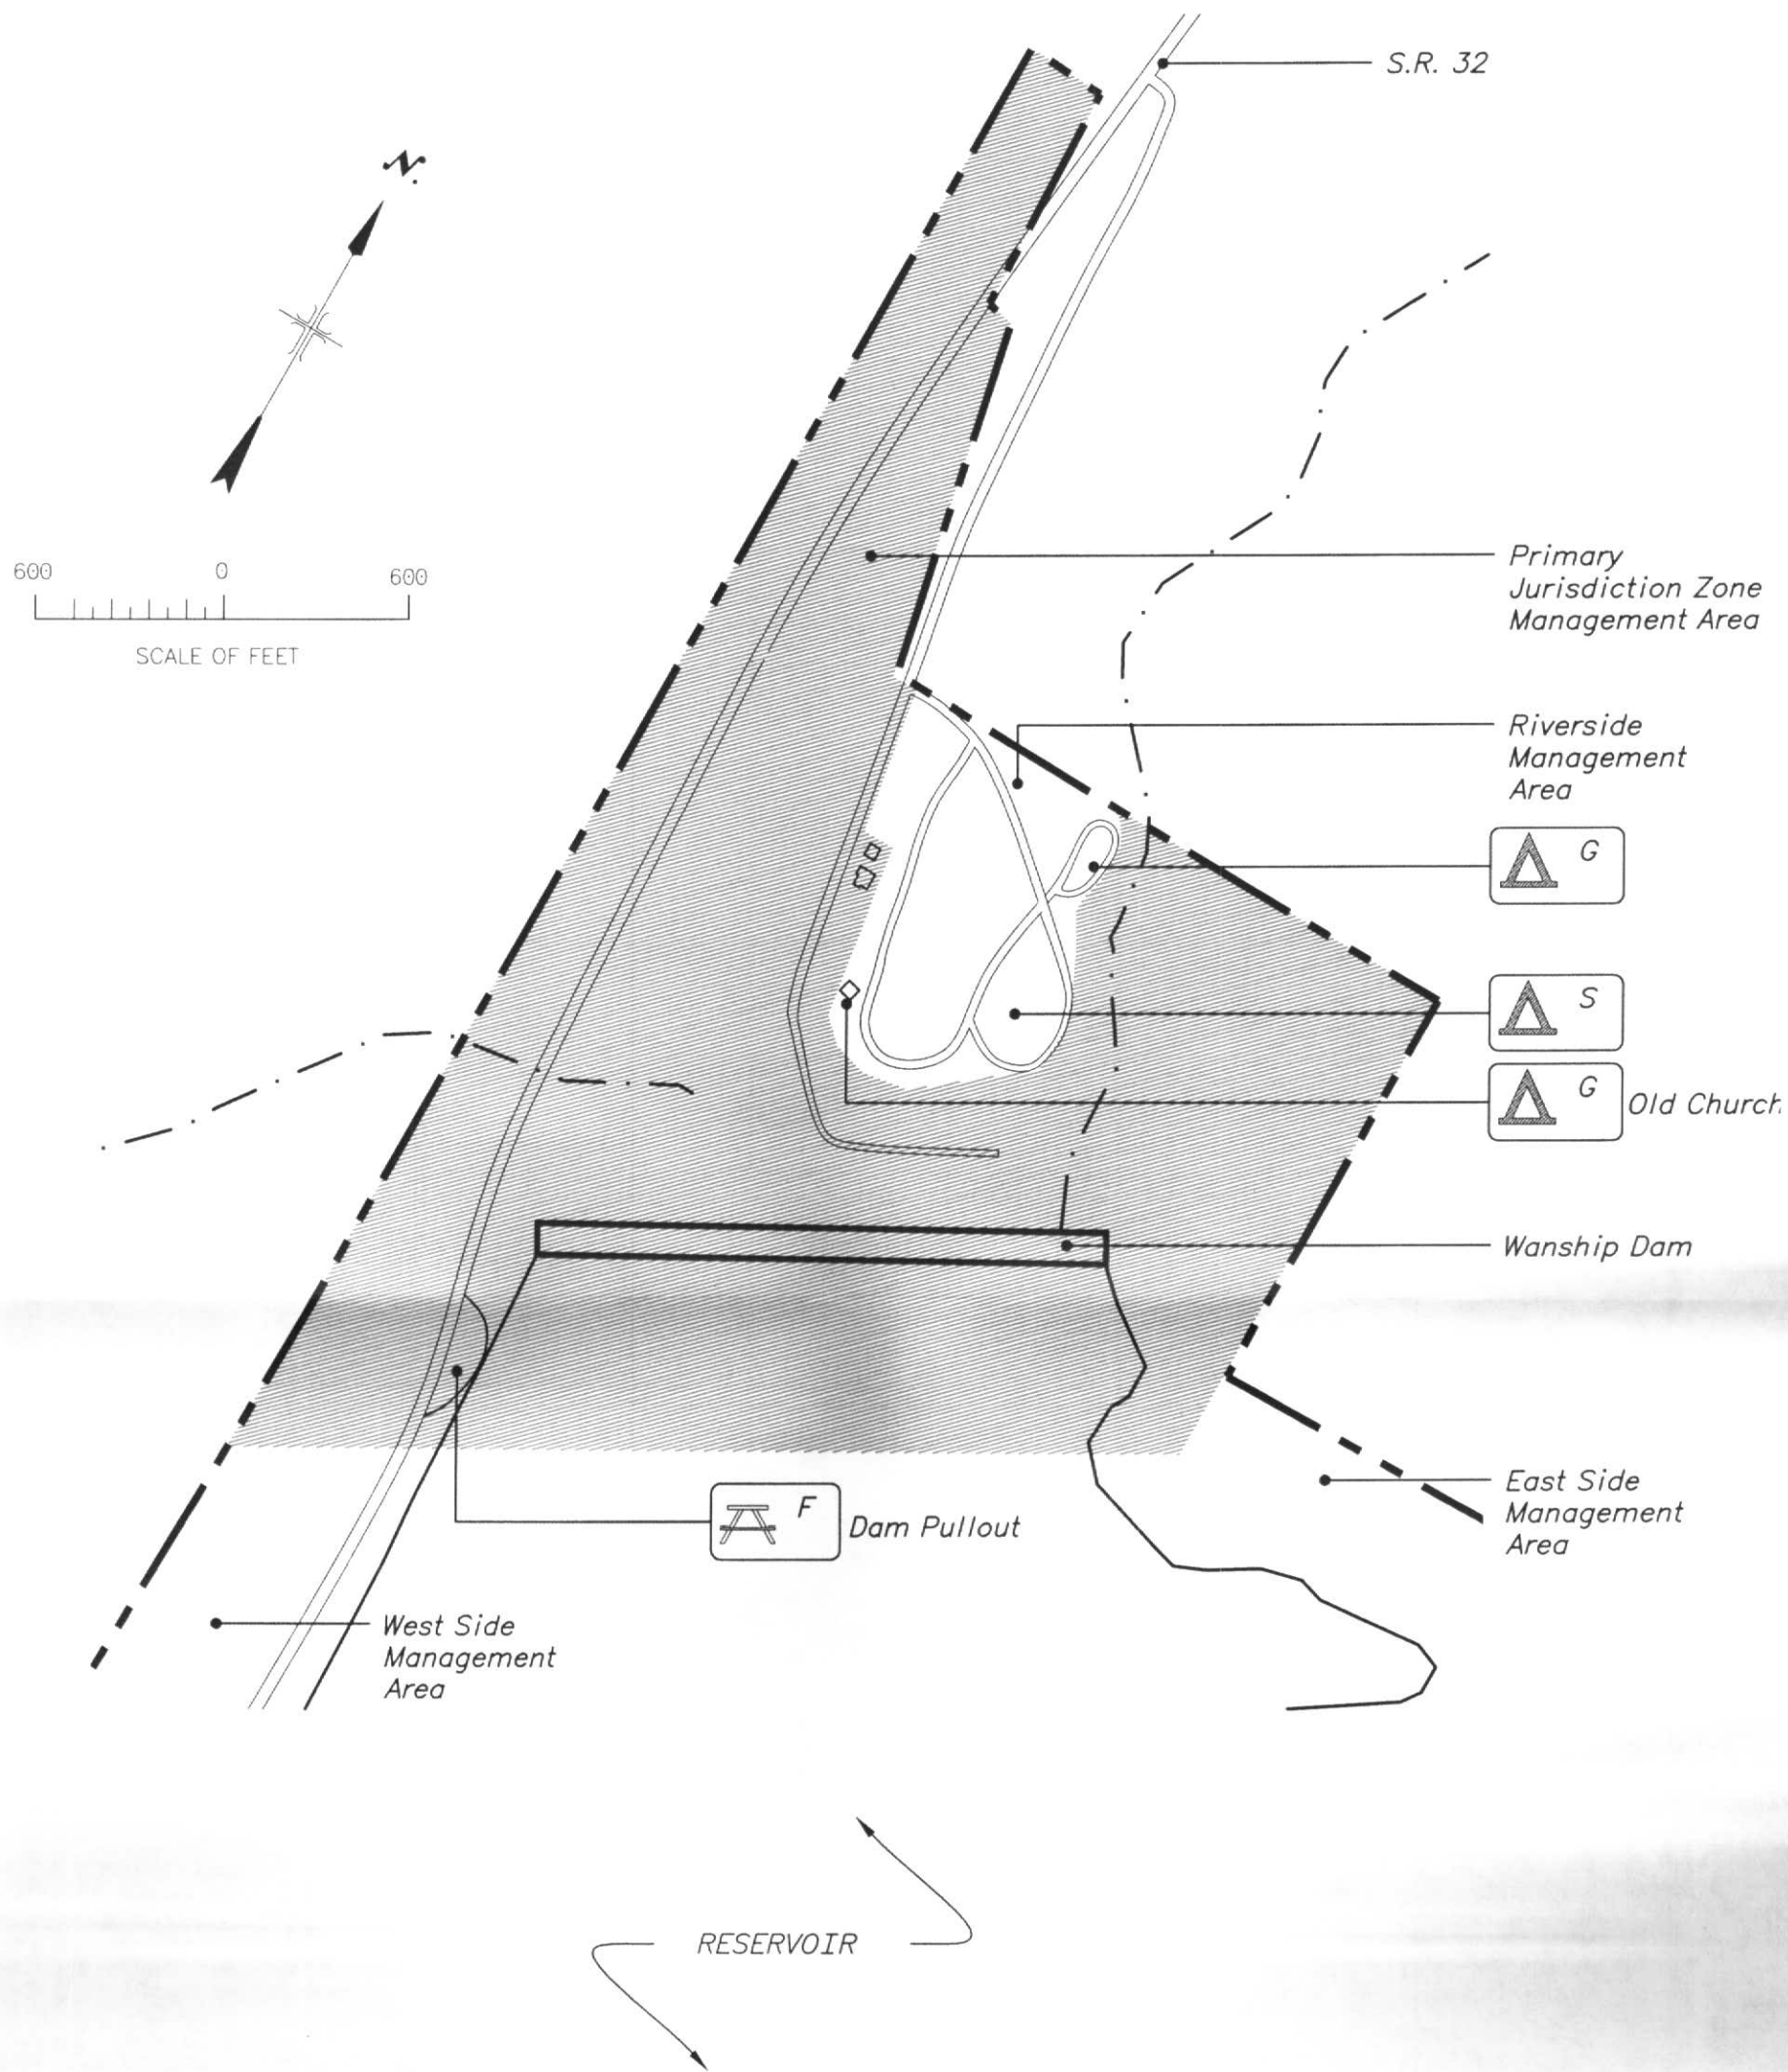 S.R. 32
N.
600 0 600
SCALE OF FEET
Primary
Jurisdiction Zone
Management Area
Riverside
Management
Area
G
S
G Old Church
Wanship Dam
East Side
Management
Area
F Dam Pullout
West Side
Management
Area
RESERVOIR